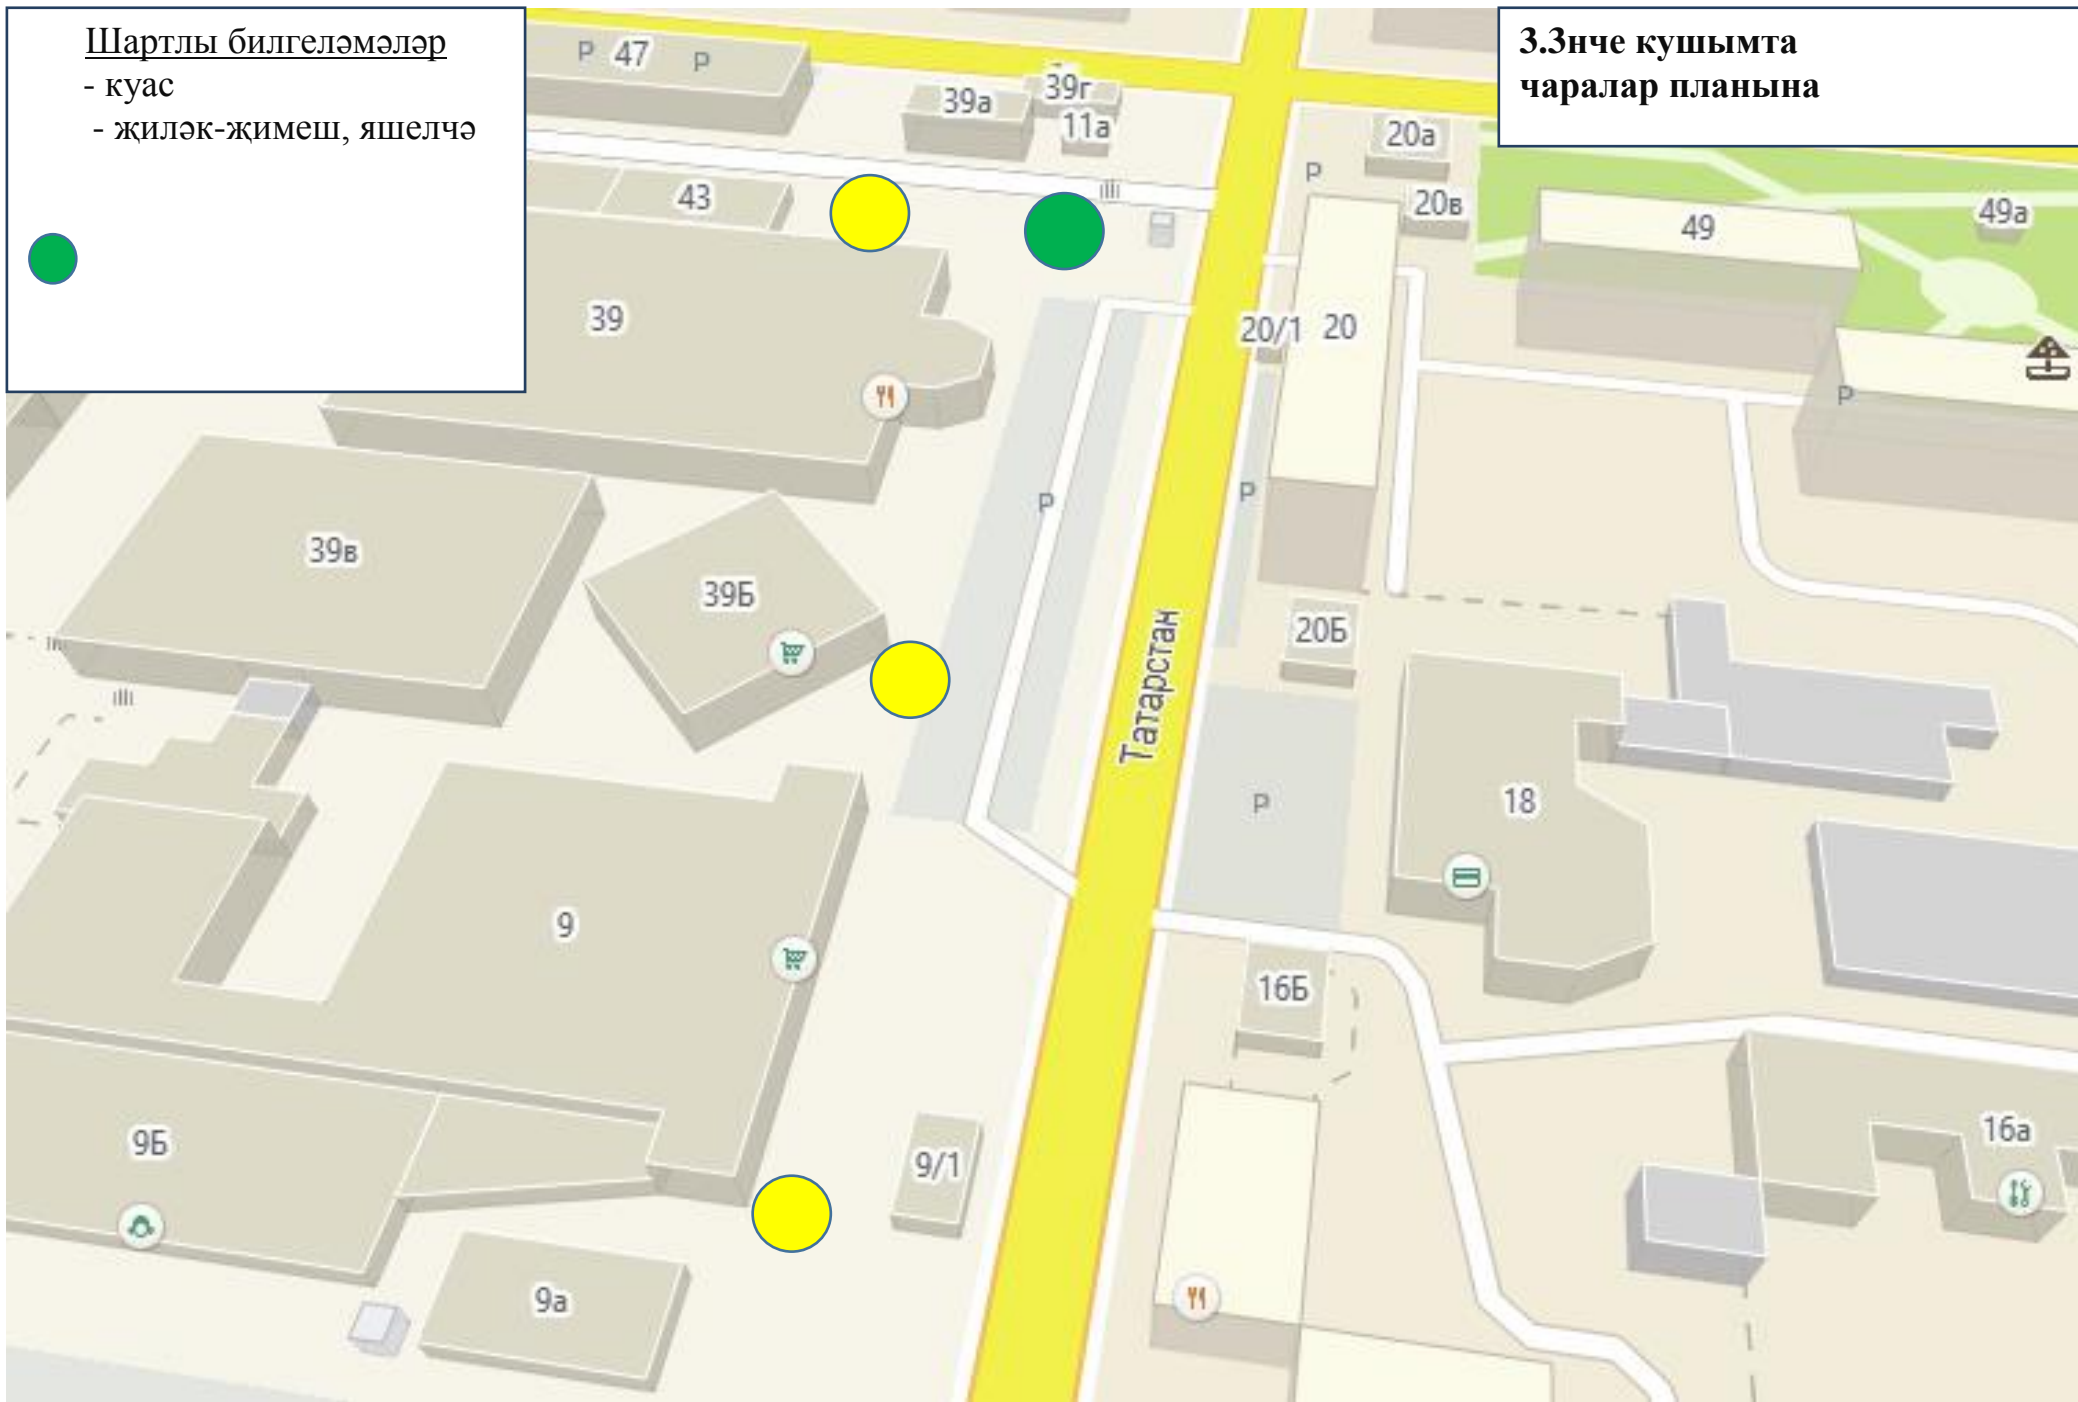 Шартлы билгеләмәләр
- куас
- җиләк-җимеш, яшелчә
3.3нче кушымта
чаралар планына
P 47 P
39а
39г
11а
20а
P
43
20в
49
49а
39
20/1 20
P
P
P
39в
39Б
20Б
Татарстан
P
18
9
16Б
9Б
9/1
16а
9а